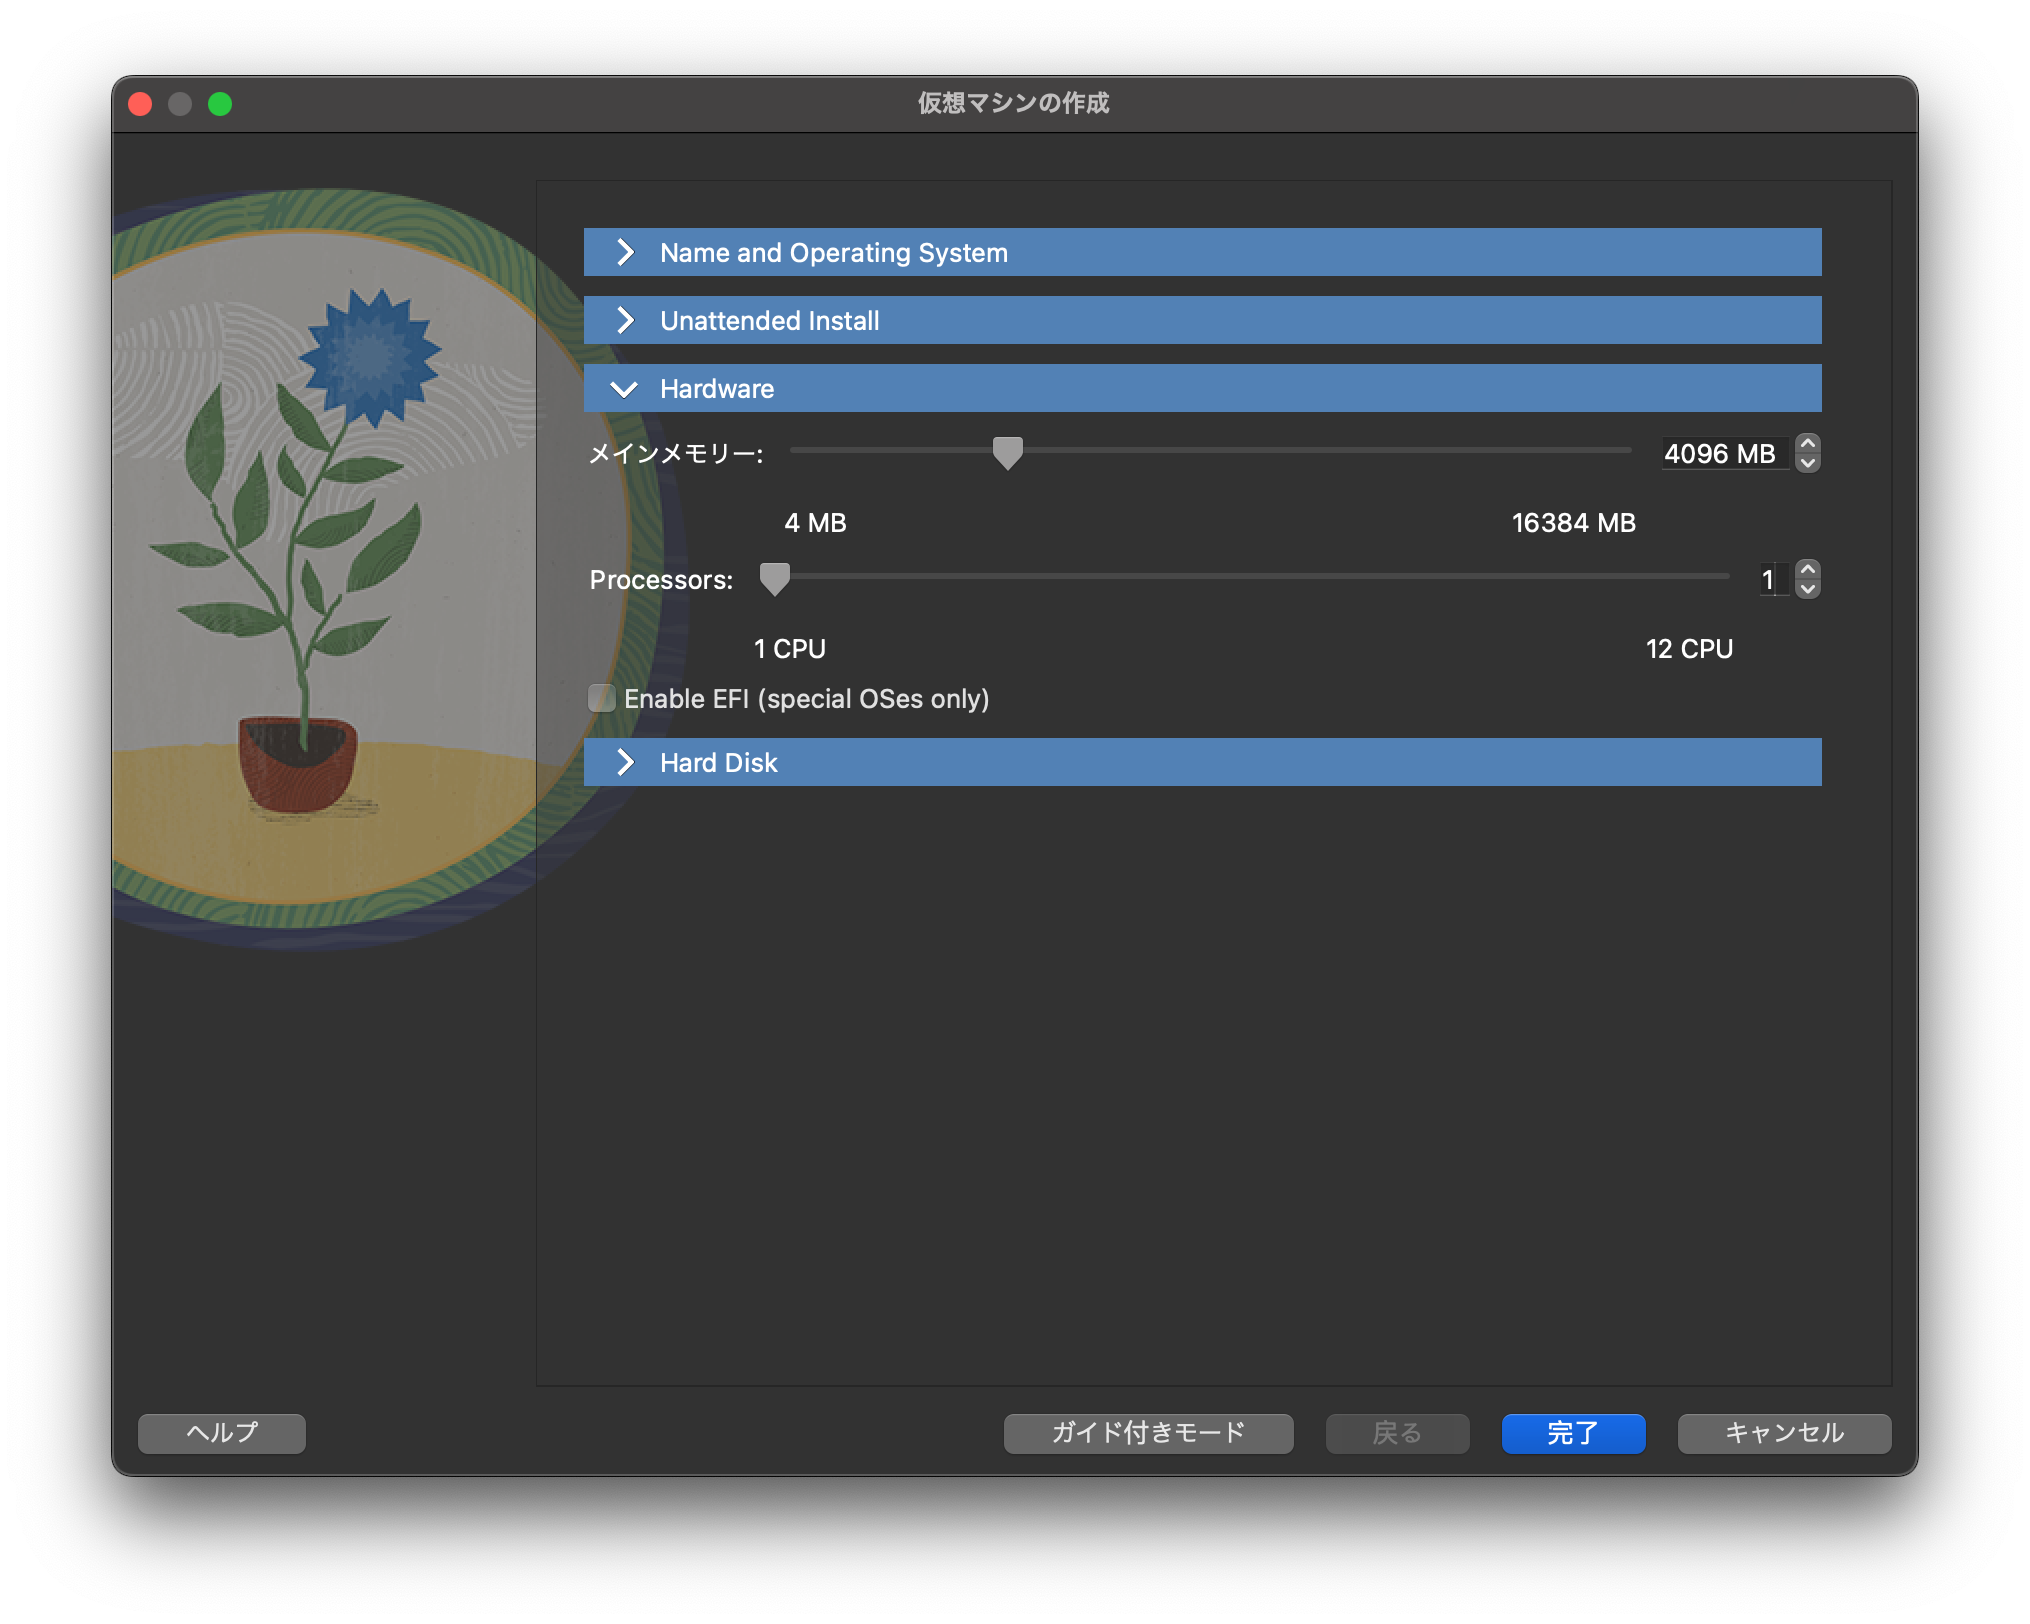 仮想マシンの作成
Name and Operating System
Unattended Install
Hardware
メインメモリー: 4096 MB
4 MB 16384 MB
Processors: 1
1 CPU 12 CPU
Enable EFI (special OSes only)
Hard Disk
ヘルプ ガイド付きモード 戻る 完了 キャンセル